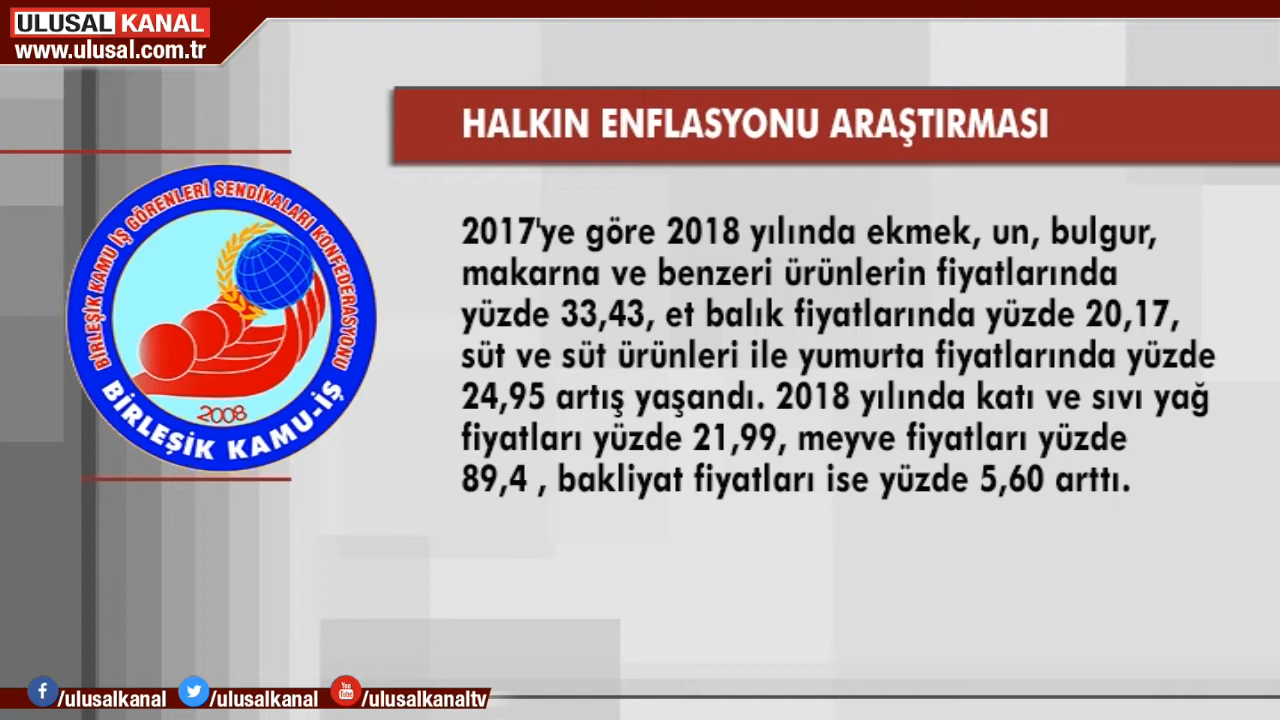 ULUSAL KANAL
www.ulusal.com.tr
HALKIN ENFLASYONU ARAŞTIRMASI
BİRLEŞİK KAMU İŞ GÖRENLERİ SENDİKALARI KONFEDERASYONU
2008
BİRLEŞİK KAMU-İŞ
2017'ye göre 2018 yılında ekmek, un, bulgur,
makarna ve benzeri ürünlerin fiyatlarında
yüzde 33,43, et balık fiyatlarında yüzde 20,17,
süt ve süt ürünleri ile yumurta fiyatlarında yüzde
24,95 artış yaşandı. 2018 yılında katı ve sıvı yağ
fiyatları yüzde 21,99, meyve fiyatları yüzde
89,4 , bakliyat fiyatları ise yüzde 5,60 arttı.
f /ulusalkanal /ulusalkanal You Tube /ulusalkanaltv